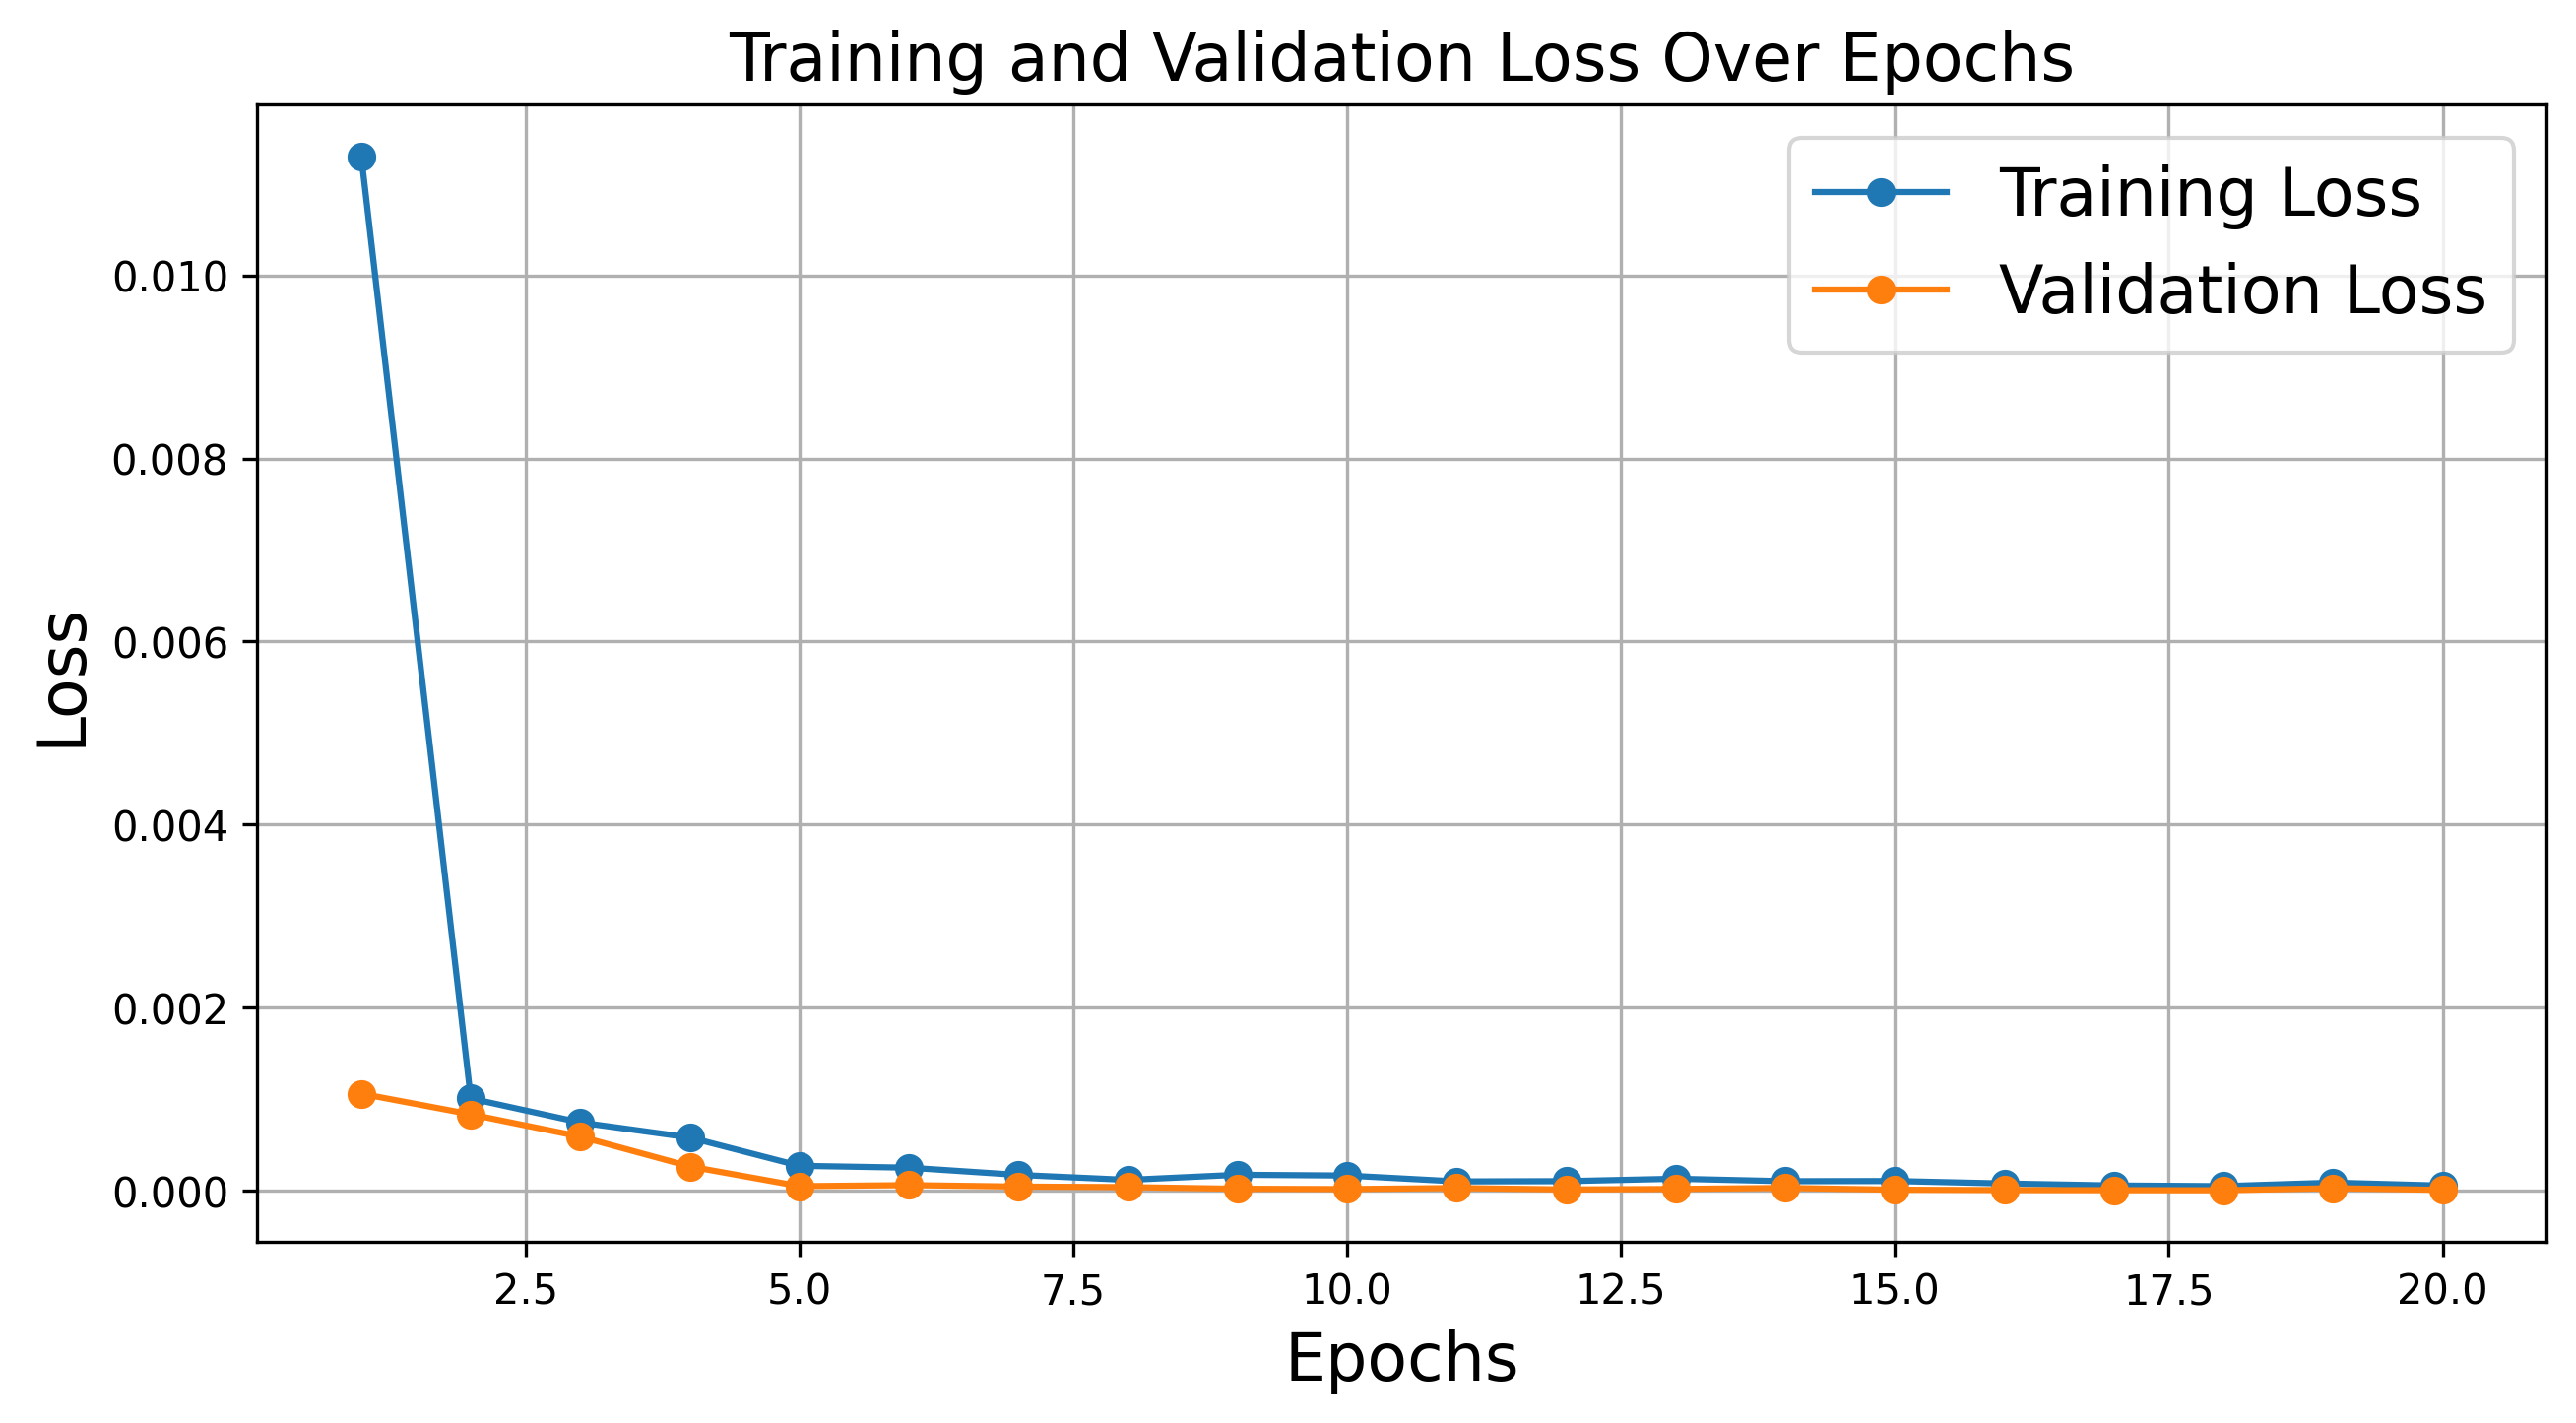 Training and Validation Loss Over Epochs
Training Loss
Validation Loss
0.010
0.008
0.006
0.004
0.002
0.000
Loss
2.5 5.0 7.5 10.0 12.5 15.0 17.5 20.0
Epochs